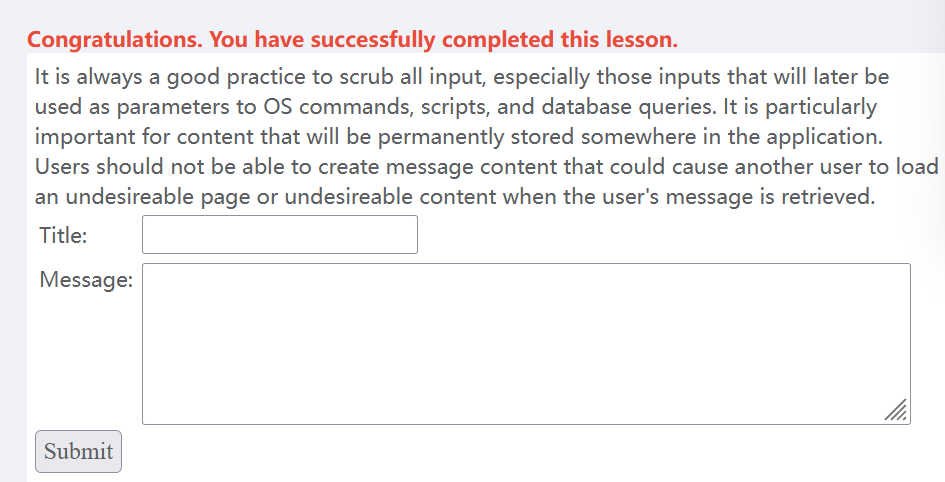 Congratulations. You have successfully completed this lesson.
It is always a good practice to scrub all input, especially those inputs that will later be
used as parameters to OS commands, scripts, and database queries. It is particularly
important for content that will be permanently stored somewhere in the application.
Users should not be able to create message content that could cause another user to load
an undesireable page or undesireable content when the user's message is retrieved.
Title:
Message:
Submit